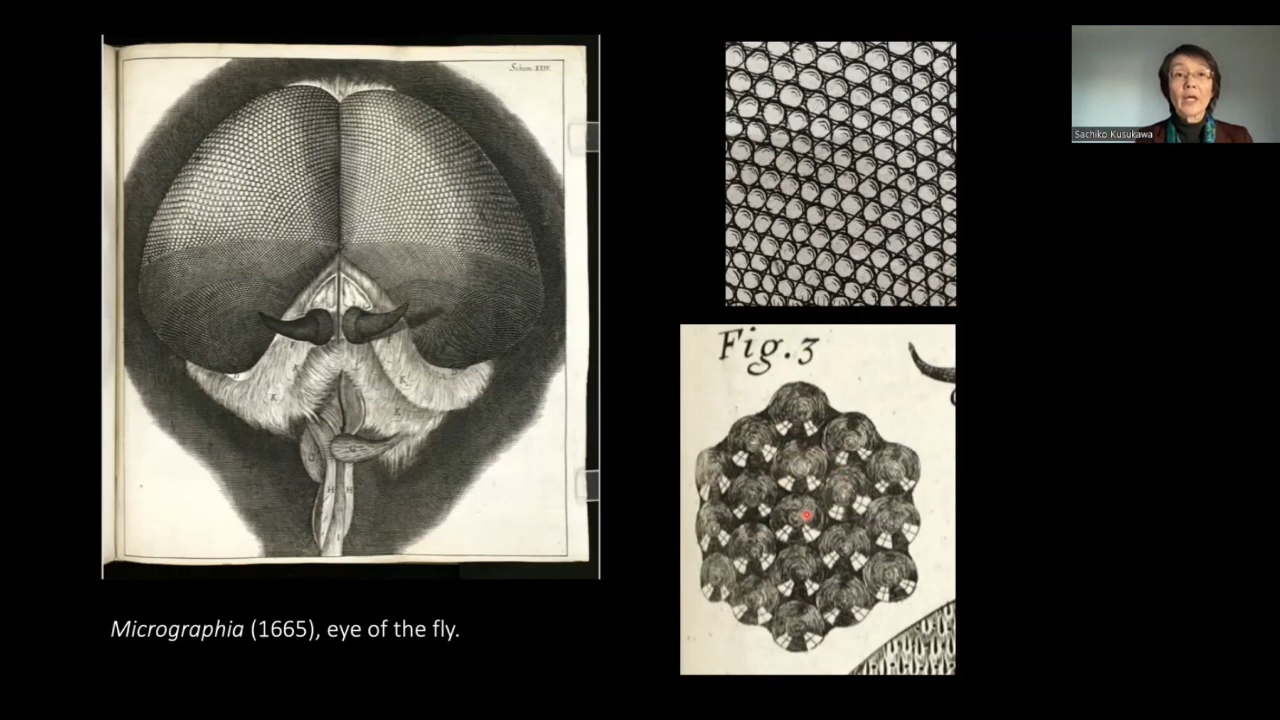 Schem. XXIV.
K
K
K
G
H
H
I
Micrographia (1665), eye of the fly.
Fig. 3
Sachiko Kusukawa